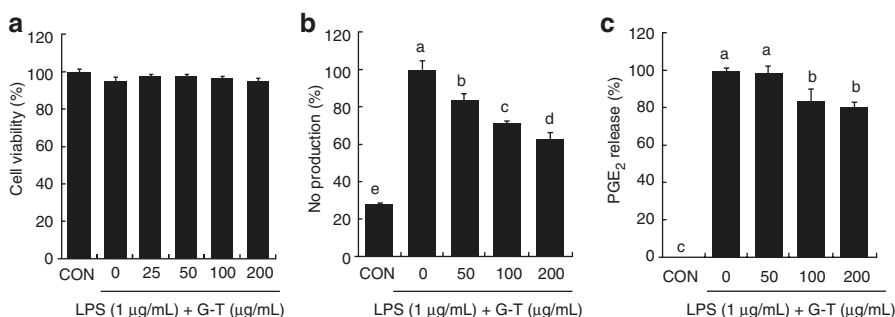 a
120
100
80
60
40
20
0
Cell viability (%)
CON 0 25 50 100 200
LPS (1 μg/mL) + G-T (μg/mL)
b
120
100
80
60
40
20
0
No production (%)
e a b c d
CON 0 50 100 200
LPS (1 μg/mL) + G-T (μg/mL)
c
120
100
80
60
40
20
0
PGE₂ release (%)
c a a b b
CON 0 50 100 200
LPS (1 μg/mL) + G-T (μg/mL)